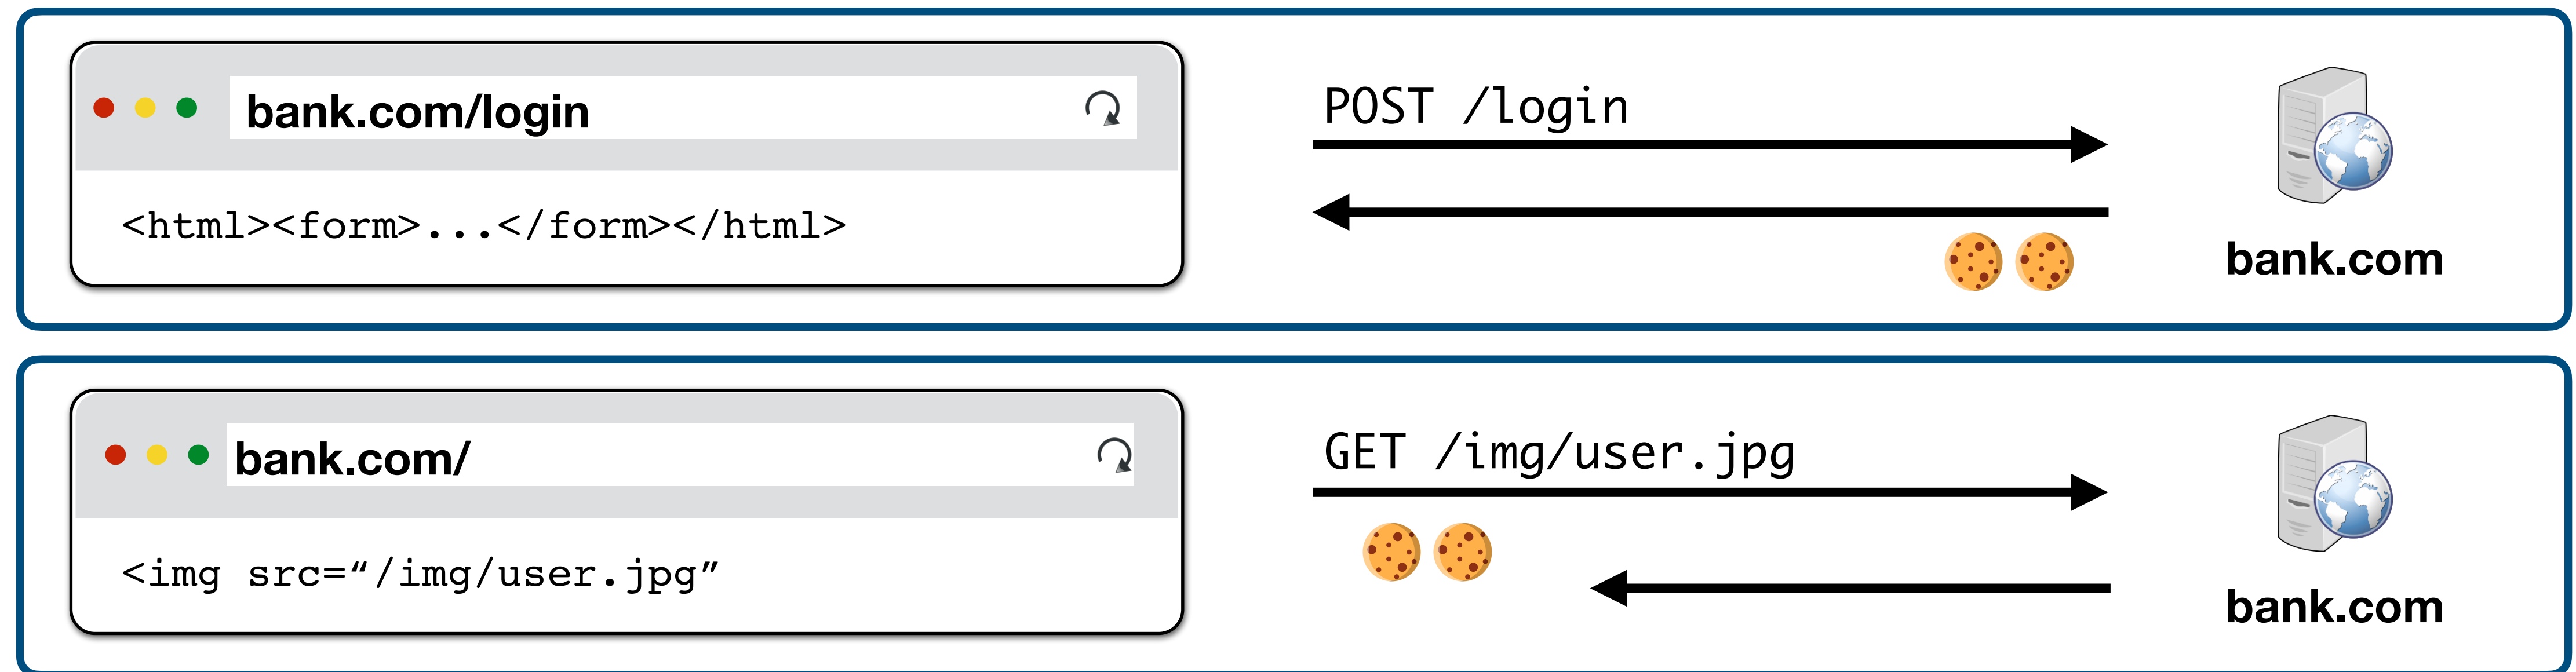 bank.com/login
POST /login
<html><form>...</form></html>
bank.com
bank.com/
GET /img/user.jpg
<img src=“/img/user.jpg”
bank.com